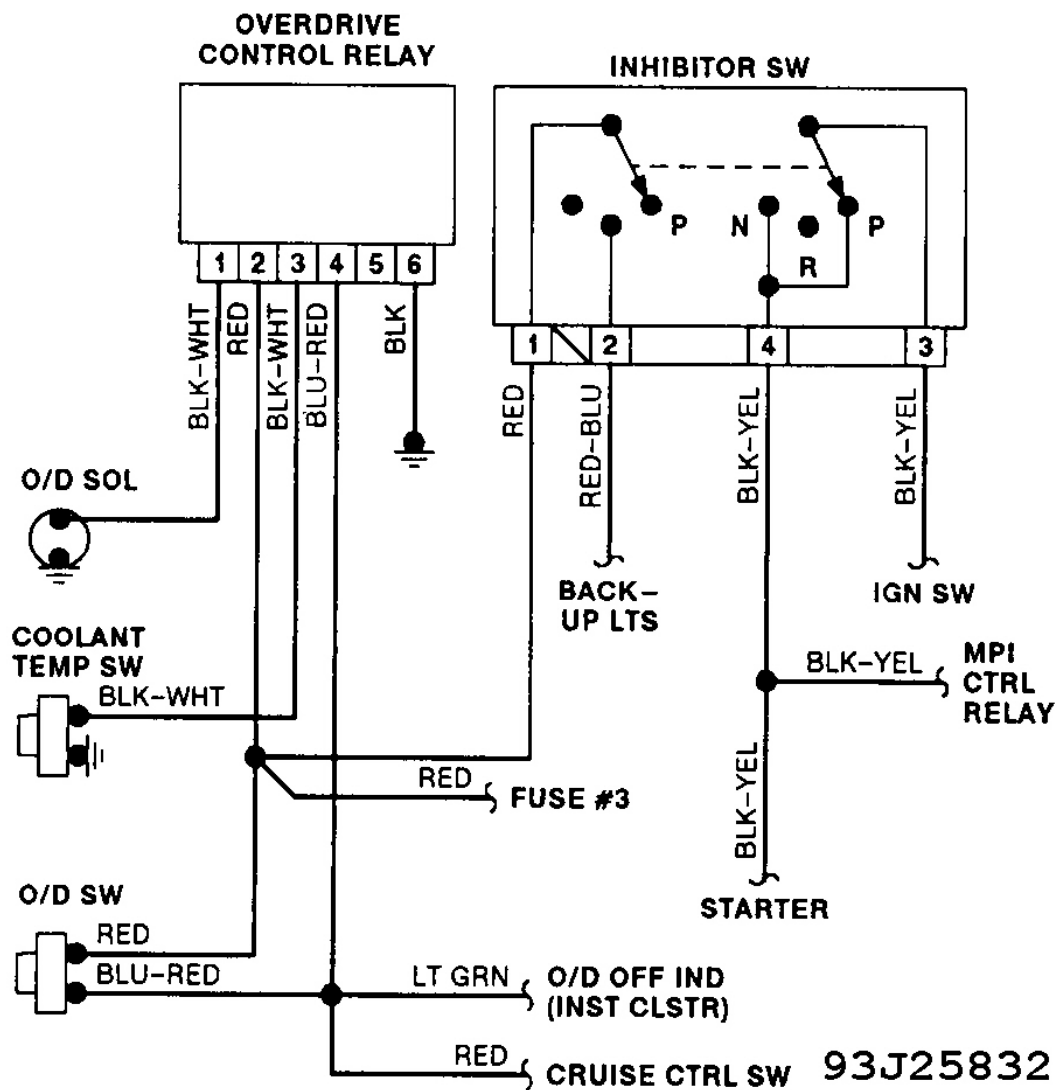 OVERDRIVE
CONTROL RELAY
1 2 3 4 5 6
BLK-WHT
RED
BLK-WHT
BLU-RED
BLK
INHIBITOR SW
P
N
R
P
1 2 4 3
RED
RED-BLU
BLK-YEL
BLK-YEL
O/D SOL
BACK-
UP LTS
IGN SW
COOLANT
TEMP SW
BLK-WHT
BLK-YEL
MPI
CTRL
RELAY
RED
FUSE #3
BLK-YEL
STARTER
O/D SW
RED
BLU-RED
LT GRN
O/D OFF IND
(INST CLSTR)
RED
CRUISE CTRL SW
93J25832